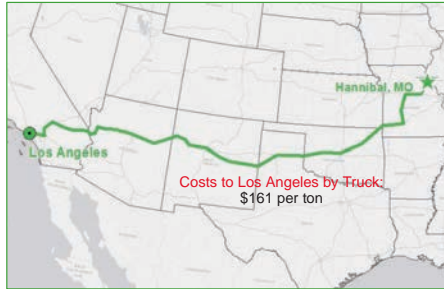 Hannibal, MO
Los Angeles
Costs to Los Angeles by Truck:
$161 per ton